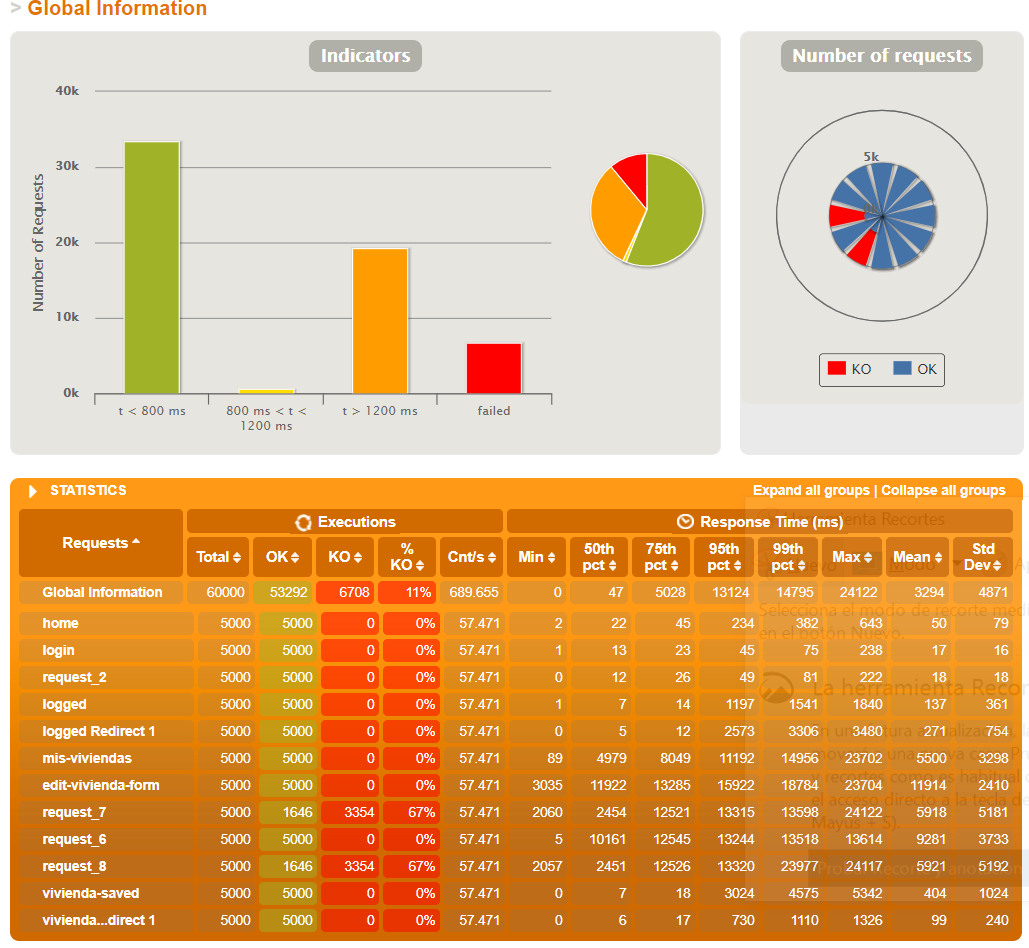 > Global Information
Indicators
Number of requests
Number of Requests
40k
30k
20k
10k
0k
t < 800 ms
800 ms < t <
1200 ms
t > 1200 ms
failed
5k
KO
OK
STATISTICS
Expand all groups | Collapse all groups
Requests
Executions
Response Time (ms)
Total OK KO % KO Cnt/s Min 50th pct 75th pct 95th pct 99th pct Max Mean Std Dev
Global Information 60000 53292 6708 11% 689.655 0 47 5028 13124 14795 24122 3294 4871
home 5000 5000 0 0% 57.471 2 22 45 234 382 643 50 79
login 5000 5000 0 0% 57.471 1 13 23 45 75 238 17 16
request_2 5000 5000 0 0% 57.471 0 12 26 49 81 222 18 18
logged 5000 5000 0 0% 57.471 1 7 14 1197 1541 1840 137 361
logged Redirect 1 5000 5000 0 0% 57.471 0 5 12 2573 3306 3480 271 754
mis-viviendas 5000 5000 0 0% 57.471 89 4979 8049 11192 14956 23702 5500 3298
edit-vivienda-form 5000 5000 0 0% 57.471 3035 11922 13285 15922 18784 23704 11914 2410
request_7 5000 1646 3354 67% 57.471 2060 2454 12521 13315 13598 24122 5918 5181
request_6 5000 5000 0 0% 57.471 5 10161 12545 13244 13518 13614 9281 3733
request_8 5000 1646 3354 67% 57.471 2057 2451 12526 13320 23977 24117 5921 5192
vivienda-saved 5000 5000 0 0% 57.471 0 7 18 3024 4575 5342 404 1024
vivienda...direct 1 5000 5000 0 0% 57.471 0 6 17 730 1110 1326 99 240
Recortes
Modo
Selecciona el modo de recorte
en el botón Nuevo.
La herramienta